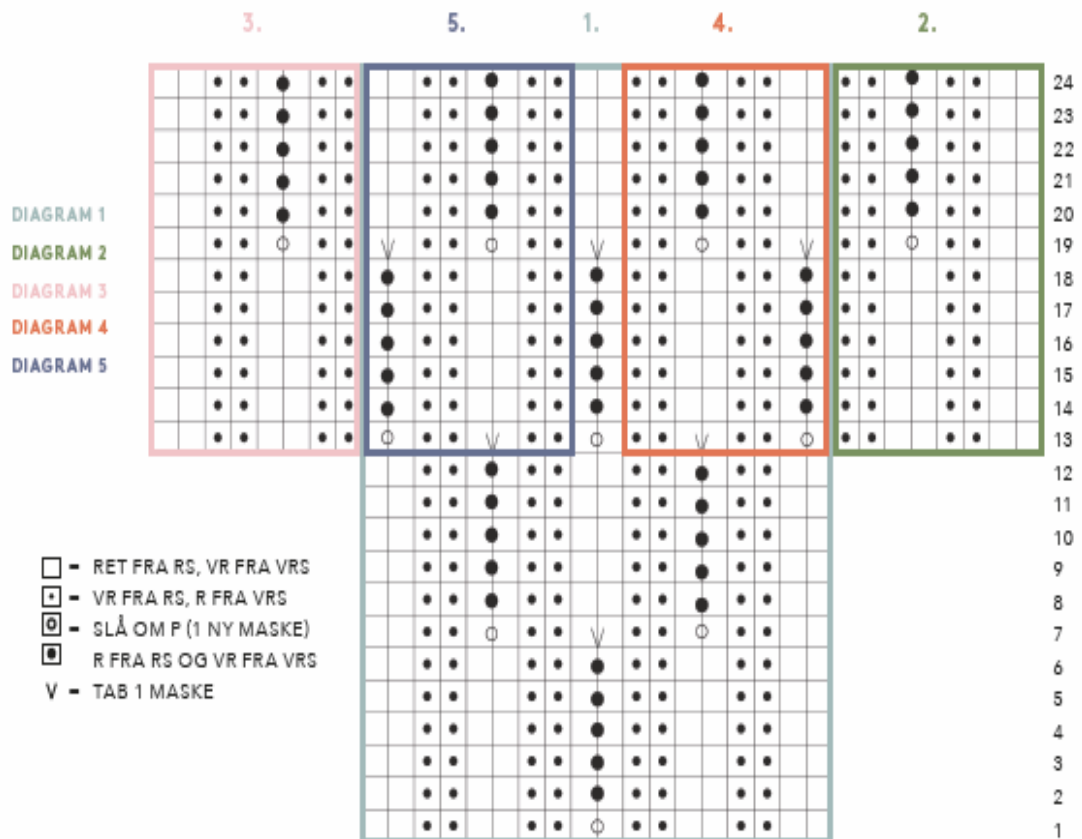 3. 5. 1. 4. 2.
24
23
22
21
DIAGRAM 1 20
DIAGRAM 2 19
DIAGRAM 3 18
17
DIAGRAM 4 16
DIAGRAM 5 15
14
13
12
11
10
□ - RET FRA RS, VR FRA VRS 9
VR FRA RS, R FRA VRS 8
SLÅ OM P (1 NY MASKE) 7
R FRA RS OG VR FRA VRS 6
V - TAB 1 MASKE 5
4
3
2
1